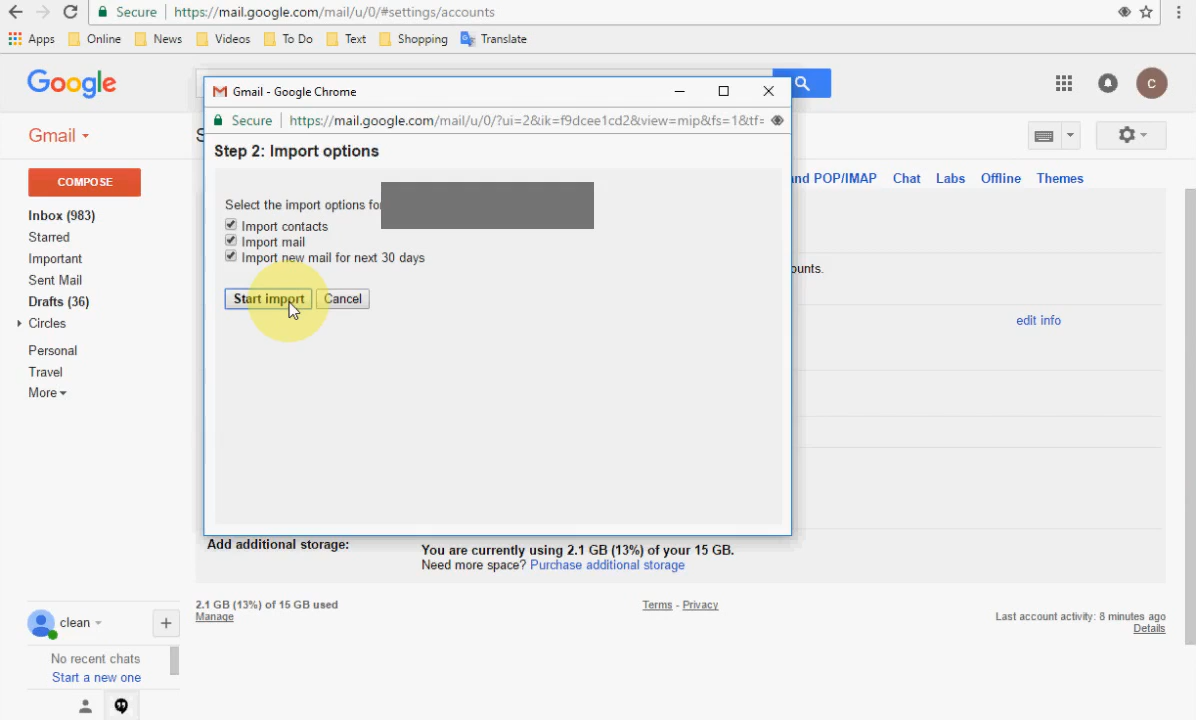 Secure https://mail.google.com/mail/u/0/#settings/accounts
Apps Online News Videos To Do Text Shopping Translate
Google
Gmail - Google Chrome
Secure https://mail.google.com/mail/u/0/?ui=2&ik=f9dcee1cd2&view=mip&fs=1&tf=
C
Gmail
S
Step 2: Import options
and POP/IMAP Chat Labs Offline Themes
COMPOSE
Inbox (983)
Starred
Important
Sent Mail
Drafts (36)
Circles
Personal
Travel
More
Select the import options for
Import contacts
Import mail
Import new mail for next 30 days
Start import Cancel
ounts.
edit info
Add additional storage:
You are currently using 2.1 GB (13%) of your 15 GB.
Need more space? Purchase additional storage
2.1 GB (13%) of 15 GB used
Manage
Terms - Privacy
Last account activity: 8 minutes ago
Details
clean
No recent chats
Start a new one